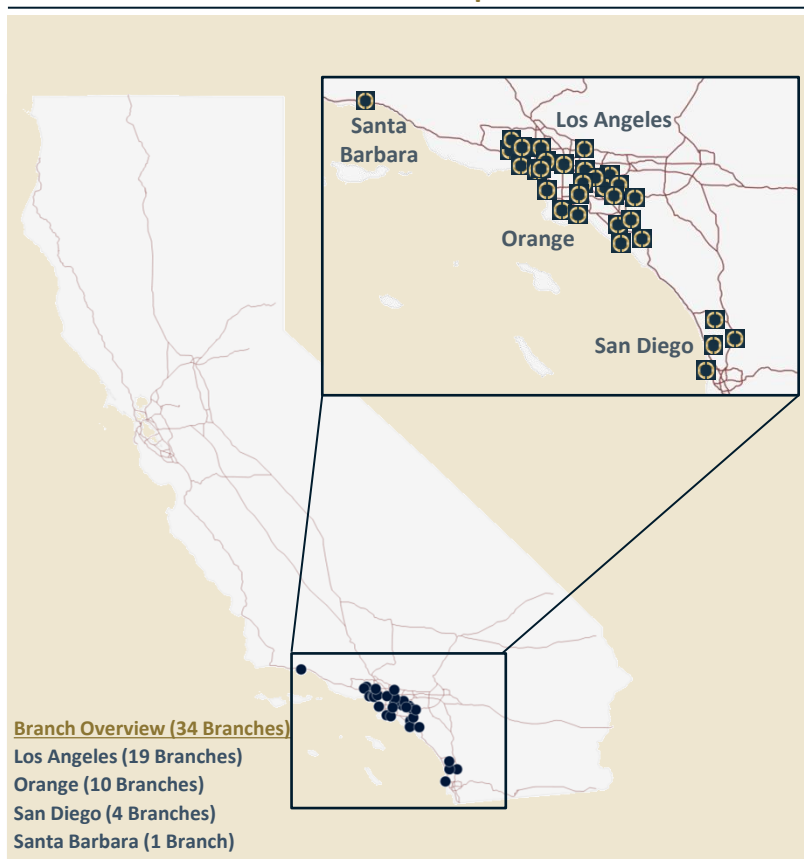 Santa
Barbara
Los Angeles
Orange
San Diego
Branch Overview (34 Branches)
Los Angeles (19 Branches)
Orange (10 Branches)
San Diego (4 Branches)
Santa Barbara (1 Branch)